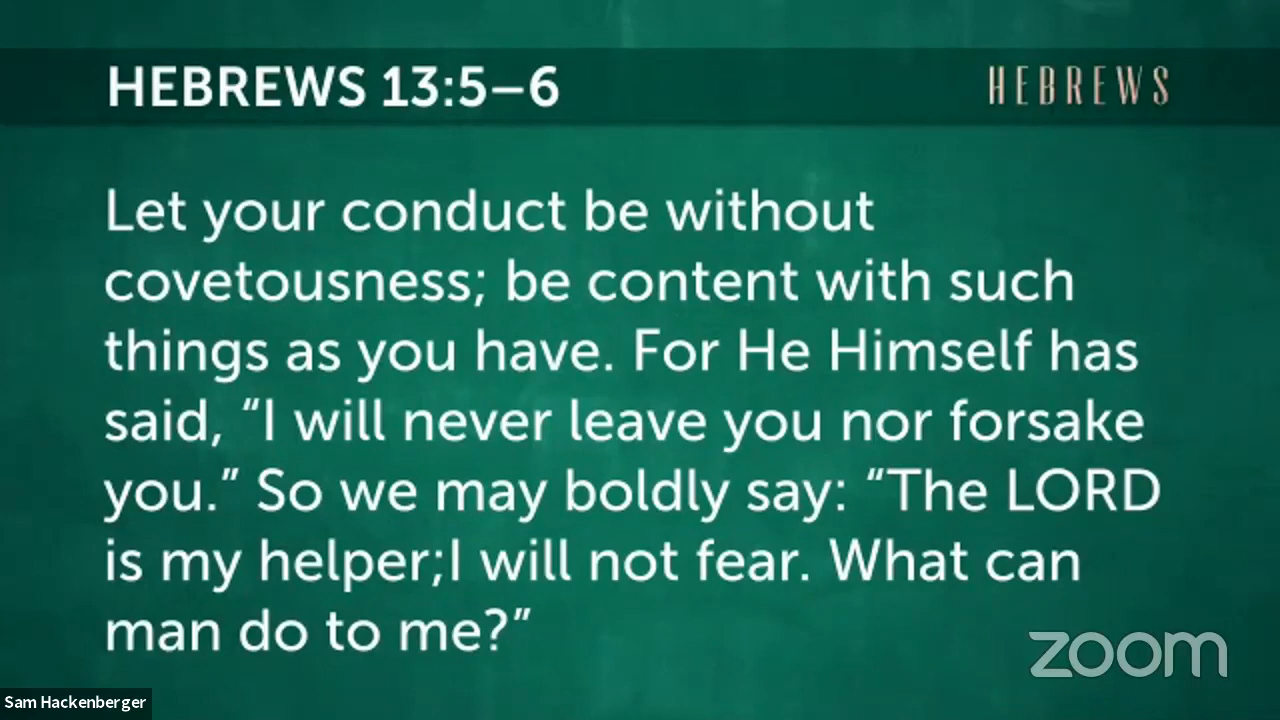 HEBREWS 13:5–6
HEBREWS
Let your conduct be without
covetousness; be content with such
things as you have. For He Himself has
said, “I will never leave you nor forsake
you.” So we may boldly say: “The LORD
is my helper;I will not fear. What can
man do to me?”
zoom
Sam Hackenberger